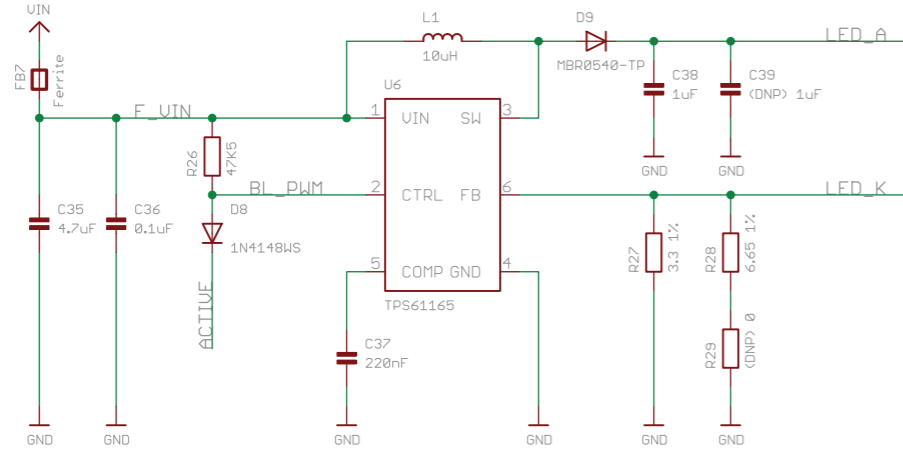 VIN
FB7
Ferrite
F_VIN
L1
10uH
D9
MBR0540-TP
LED_A
C38
1uF
C39
(DNP) 1uF
GND
GND
U6
1
VIN
SW
3
2
CTRL
FB
6
5
COMP
GND
4
TPS61165
R26
47K5
BL_PWM
D8
1N4148WS
ACTIVE
C35
4.7uF
C36
0.1uF
C37
220nF
LED_K
R27
3.3 1%
R28
6.65 1%
R29
(DNP) 0
GND
GND
GND
GND
GND
GND